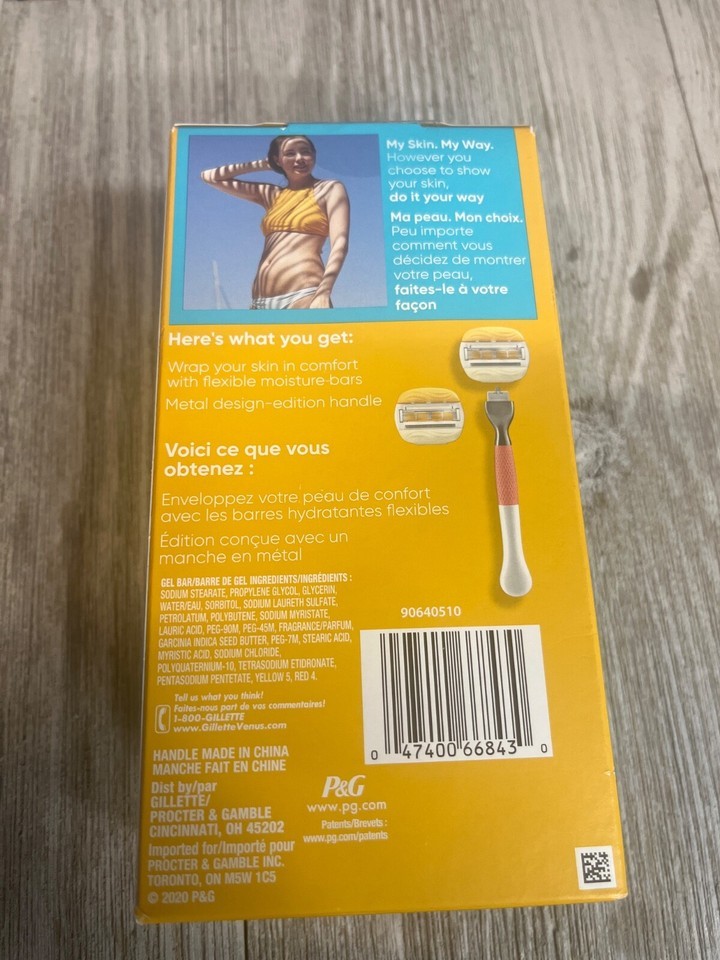 My Skin. My Way.
However you
choose to show
your skin,
do it your way
Ma peau. Mon choix.
Peu importe
comment vous
décidez de montrer
votre peau,
faites-le à votre
façon
Here's what you get:
Wrap your skin in comfort
with flexible moisture-bars
Metal design-edition handle
Voici ce que vous
obtenez :
Enveloppez votre peau de confort
avec les barres hydratantes flexibles
Édition conçue avec un
manche en métal
GEL BAR/BARRE DE GEL INGREDIENTS/INGRÉDIENTS :
SODIUM STEARATE, PROPYLENE GLYCOL, GLYCERIN,
WATER/EAU, SORBITOL, SODIUM LAURETH SULFATE,
PETROLATUM, POLYBUTENE, SODIUM MYRISTATE,
LAURIC ACID, PEG-90M, PEG-45M, FRAGRANCE/PARFUM,
GARCINIA INDICA SEED BUTTER, PEG-7M, STEARIC ACID,
MYRISTIC ACID, SODIUM CHLORIDE,
POLYQUATERNIUM-10, TETRASODIUM ETIDRONATE,
PENTASODIUM PENTETATE, YELLOW 5, RED 4.
Tell us what you think!
Faites-nous part de vos commentaires!
1-800-GILLETTE
www.GilletteVenus.com
90640510
0 47400 66843 0
HANDLE MADE IN CHINA
MANCHE FAIT EN CHINE
Dist by/par
GILLETTE/
PROCTER & GAMBLE
CINCINNATI, OH 45202
Imported for/Importé pour
PROCTER & GAMBLE INC.
TORONTO, ON M5W 1C5
© 2020 P&G
P&G
www.pg.com
Patents/Brevets :
www.pg.com/patents